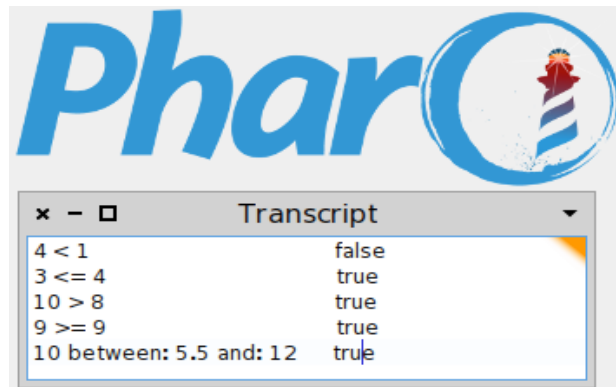 Pharo
Transcript
4 < 1 false
3 <= 4 true
10 > 8 true
9 >= 9 true
10 between: 5.5 and: 12 true